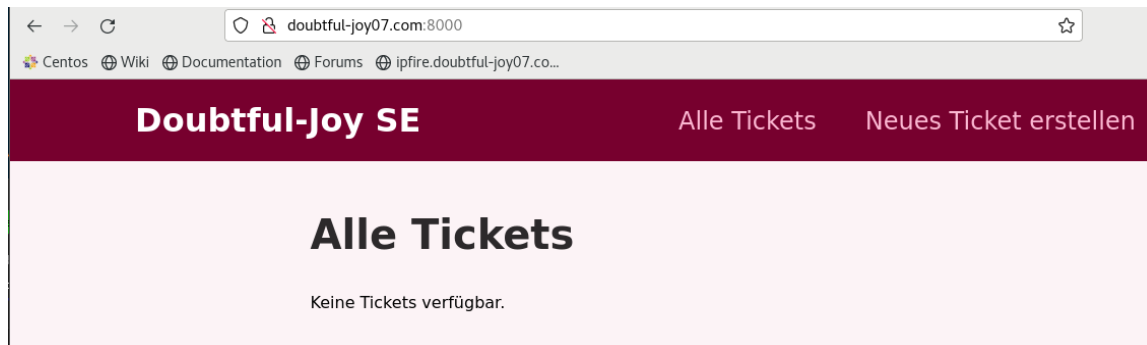 doubtful-joy07.com:8000
Centos Wiki Documentation Forums ipfire.doubtful-joy07.co...
Doubtful-Joy SE Alle Tickets Neues Ticket erstellen
Alle Tickets
Keine Tickets verfügbar.